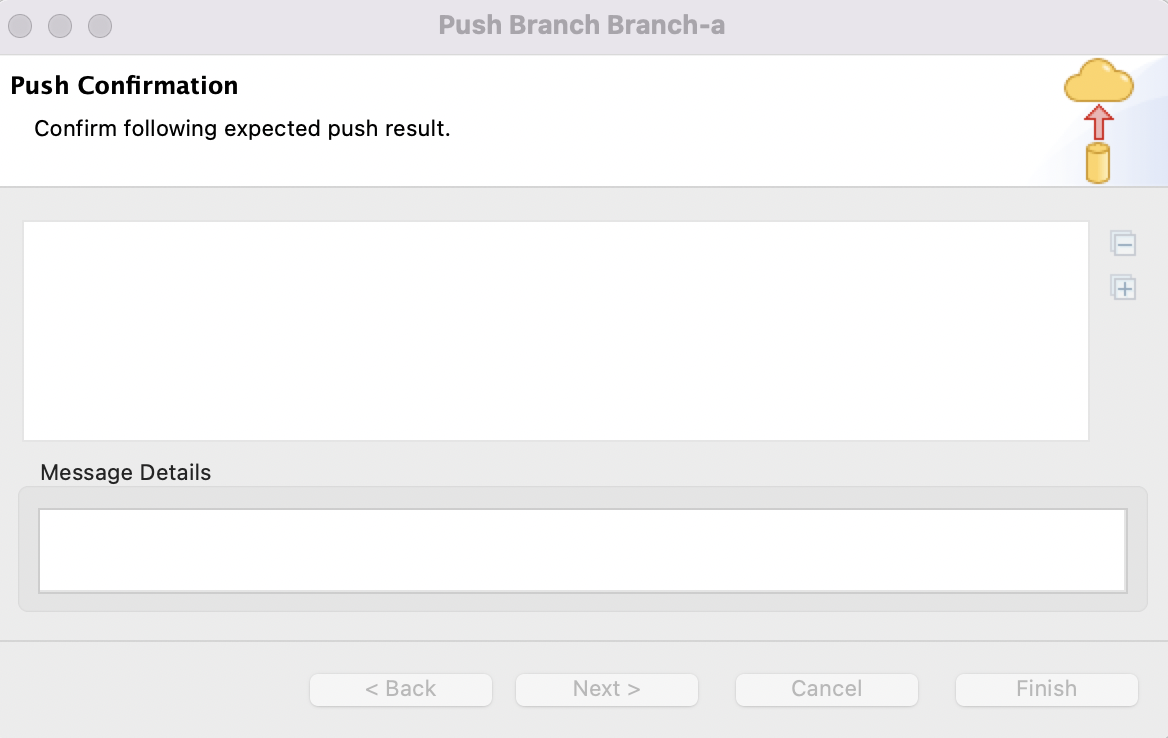 Push Branch Branch-a
Push Confirmation
Confirm following expected push result.
Message Details
< Back
Next >
Cancel
Finish